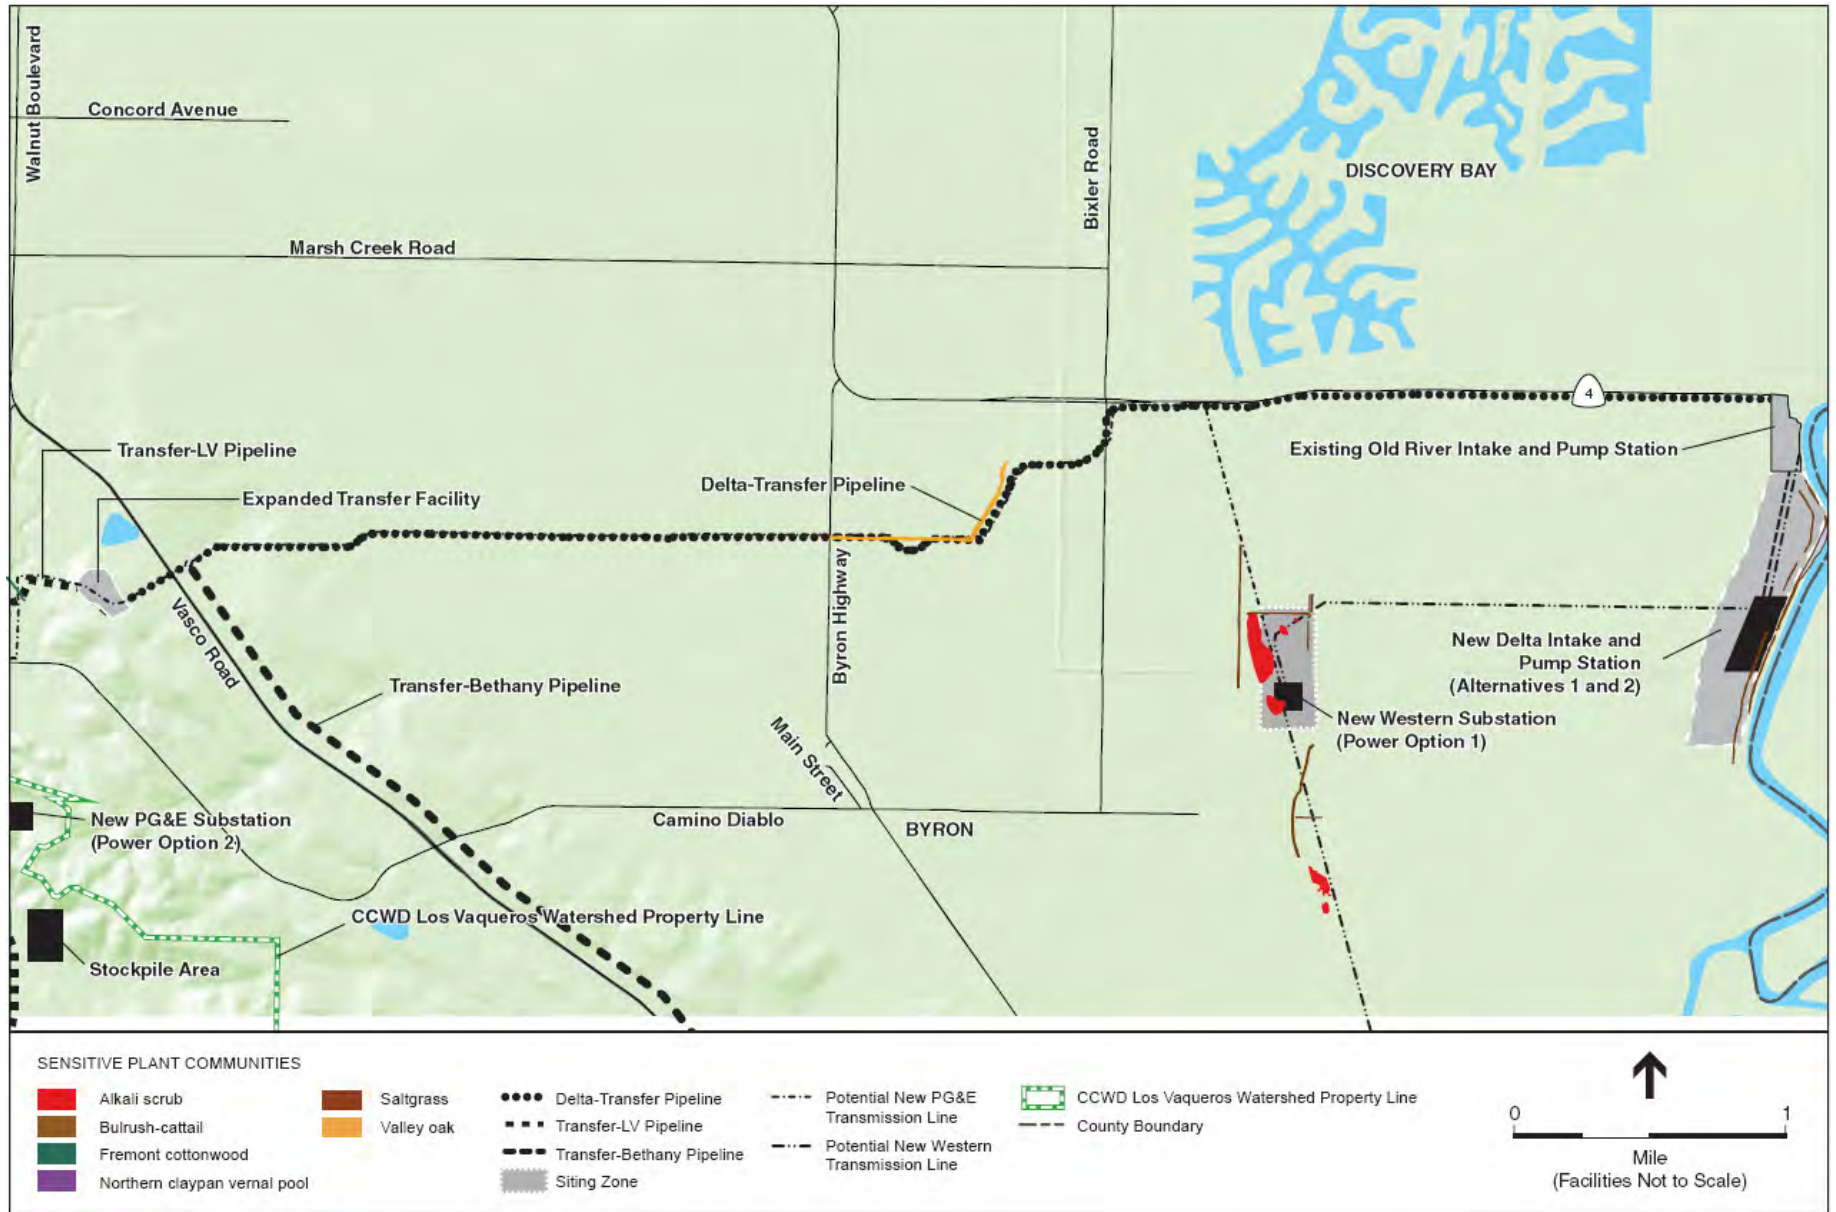 Walnut Boulevard
Concord Avenue
Marsh Creek Road
Bixler Road
DISCOVERY BAY
4
Transfer-LV Pipeline
Existing Old River Intake and Pump Station
Expanded Transfer Facility
Delta-Transfer Pipeline
Vasco Road
Byron Highway
New Delta Intake and
Pump Station
(Alternatives 1 and 2)
Transfer-Bethany Pipeline
New Western Substation
(Power Option 1)
Main Street
New PG&E Substation
(Power Option 2)
Camino Diablo
BYRON
CCWD Los Vaqueros Watershed Property Line
Stockpile Area
SENSITIVE PLANT COMMUNITIES
Alkali scrub
Bulrush-cattail
Fremont cottonwood
Northern claypan vernal pool
Saltgrass
Valley oak
Delta-Transfer Pipeline
Transfer-LV Pipeline
Transfer-Bethany Pipeline
Siting Zone
Potential New PG&E
Transmission Line
Potential New Western
Transmission Line
CCWD Los Vaqueros Watershed Property Line
County Boundary
0 1
Mile
(Facilities Not to Scale)